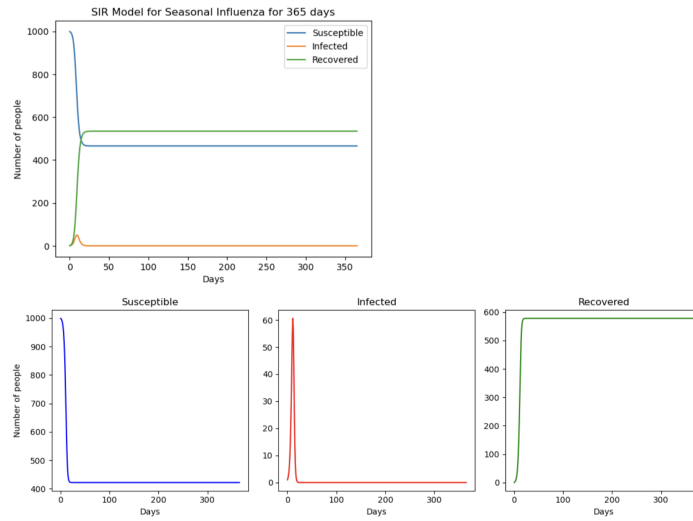 SIR Model for Seasonal Influenza for 365 days
Susceptible
Infected
Recovered
Number of people
1000
800
600
400
200
0
0 50 100 150 200 250 300 350
Days
Susceptible Infected Recovered
Number of people
1000
900
800
700
600
500
400
0 100 200 300
Days
60
50
40
30
20
10
0
0 100 200 300
Days
600
500
400
300
200
100
0
0 100 200 300
Days